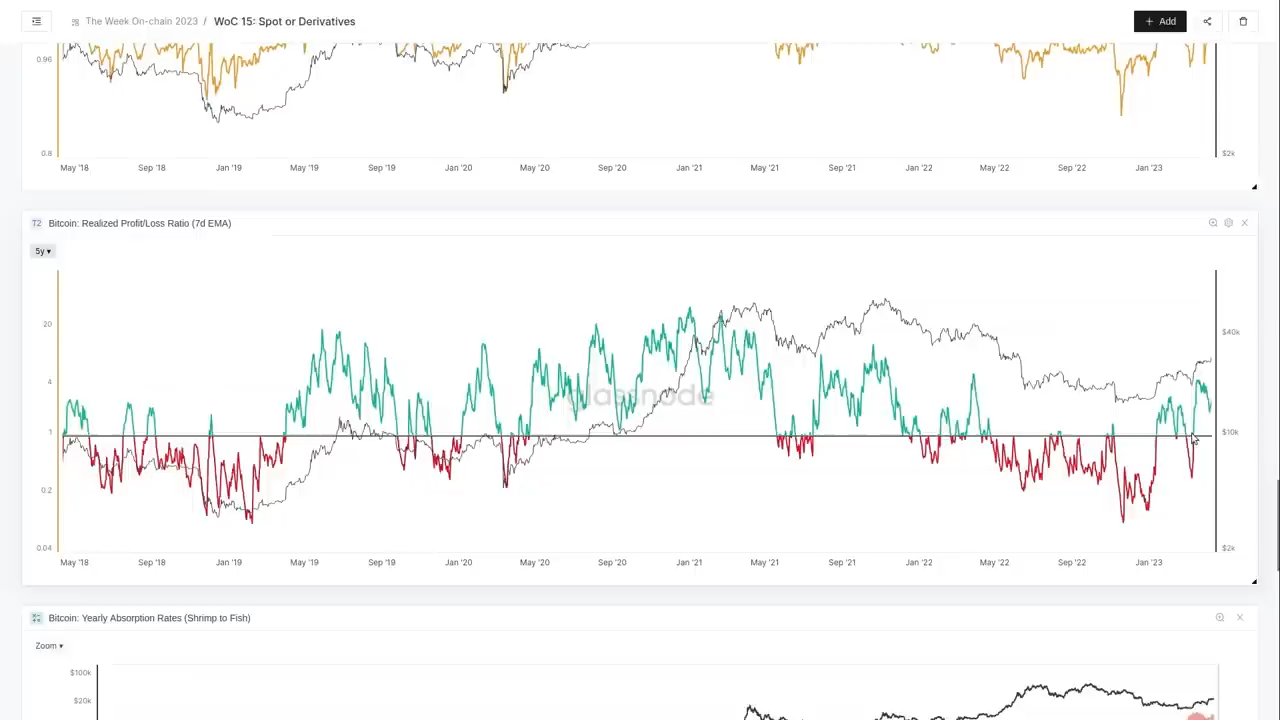 The Week On-chain 2023 / WoC 15: Spot or Derivatives
+ Add
0.96
0.8
$2k
May '18 Sep '18 Jan '19 May '19 Sep '19 Jan '20 May '20 Sep '20 Jan '21 May '21 Sep '21 Jan '22 May '22 Sep '22 Jan '23
T2 Bitcoin: Realized Profit/Loss Ratio (7d EMA)
5y ▾
20
$40k
4
glassnode
1
$10k
0.2
0.04
$2k
May '18 Sep '18 Jan '19 May '19 Sep '19 Jan '20 May '20 Sep '20 Jan '21 May '21 Sep '21 Jan '22 May '22 Sep '22 Jan '23
Bitcoin: Yearly Absorption Rates (Shrimp to Fish)
Zoom ▾
$100k
$20k